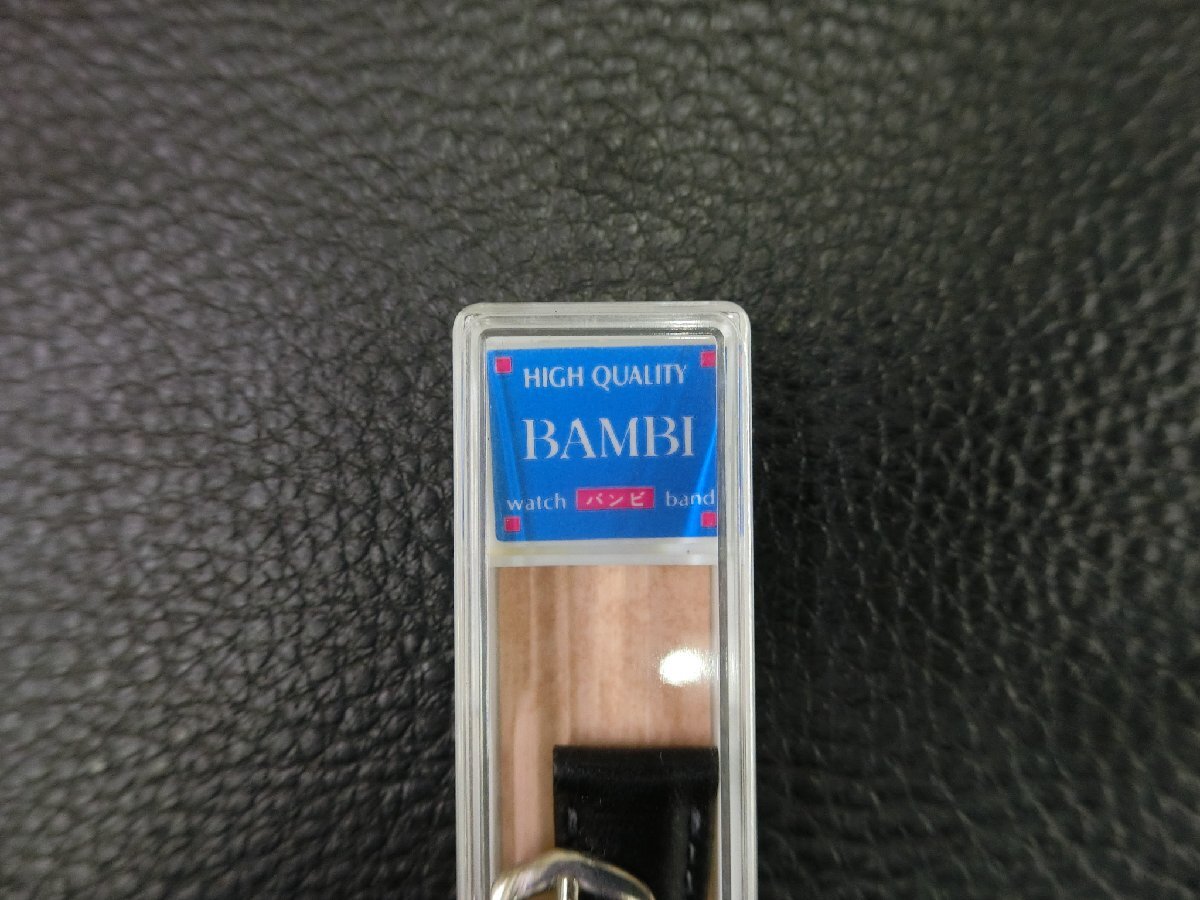 HIGH QUALITY
BAMBI
watch バンビ band